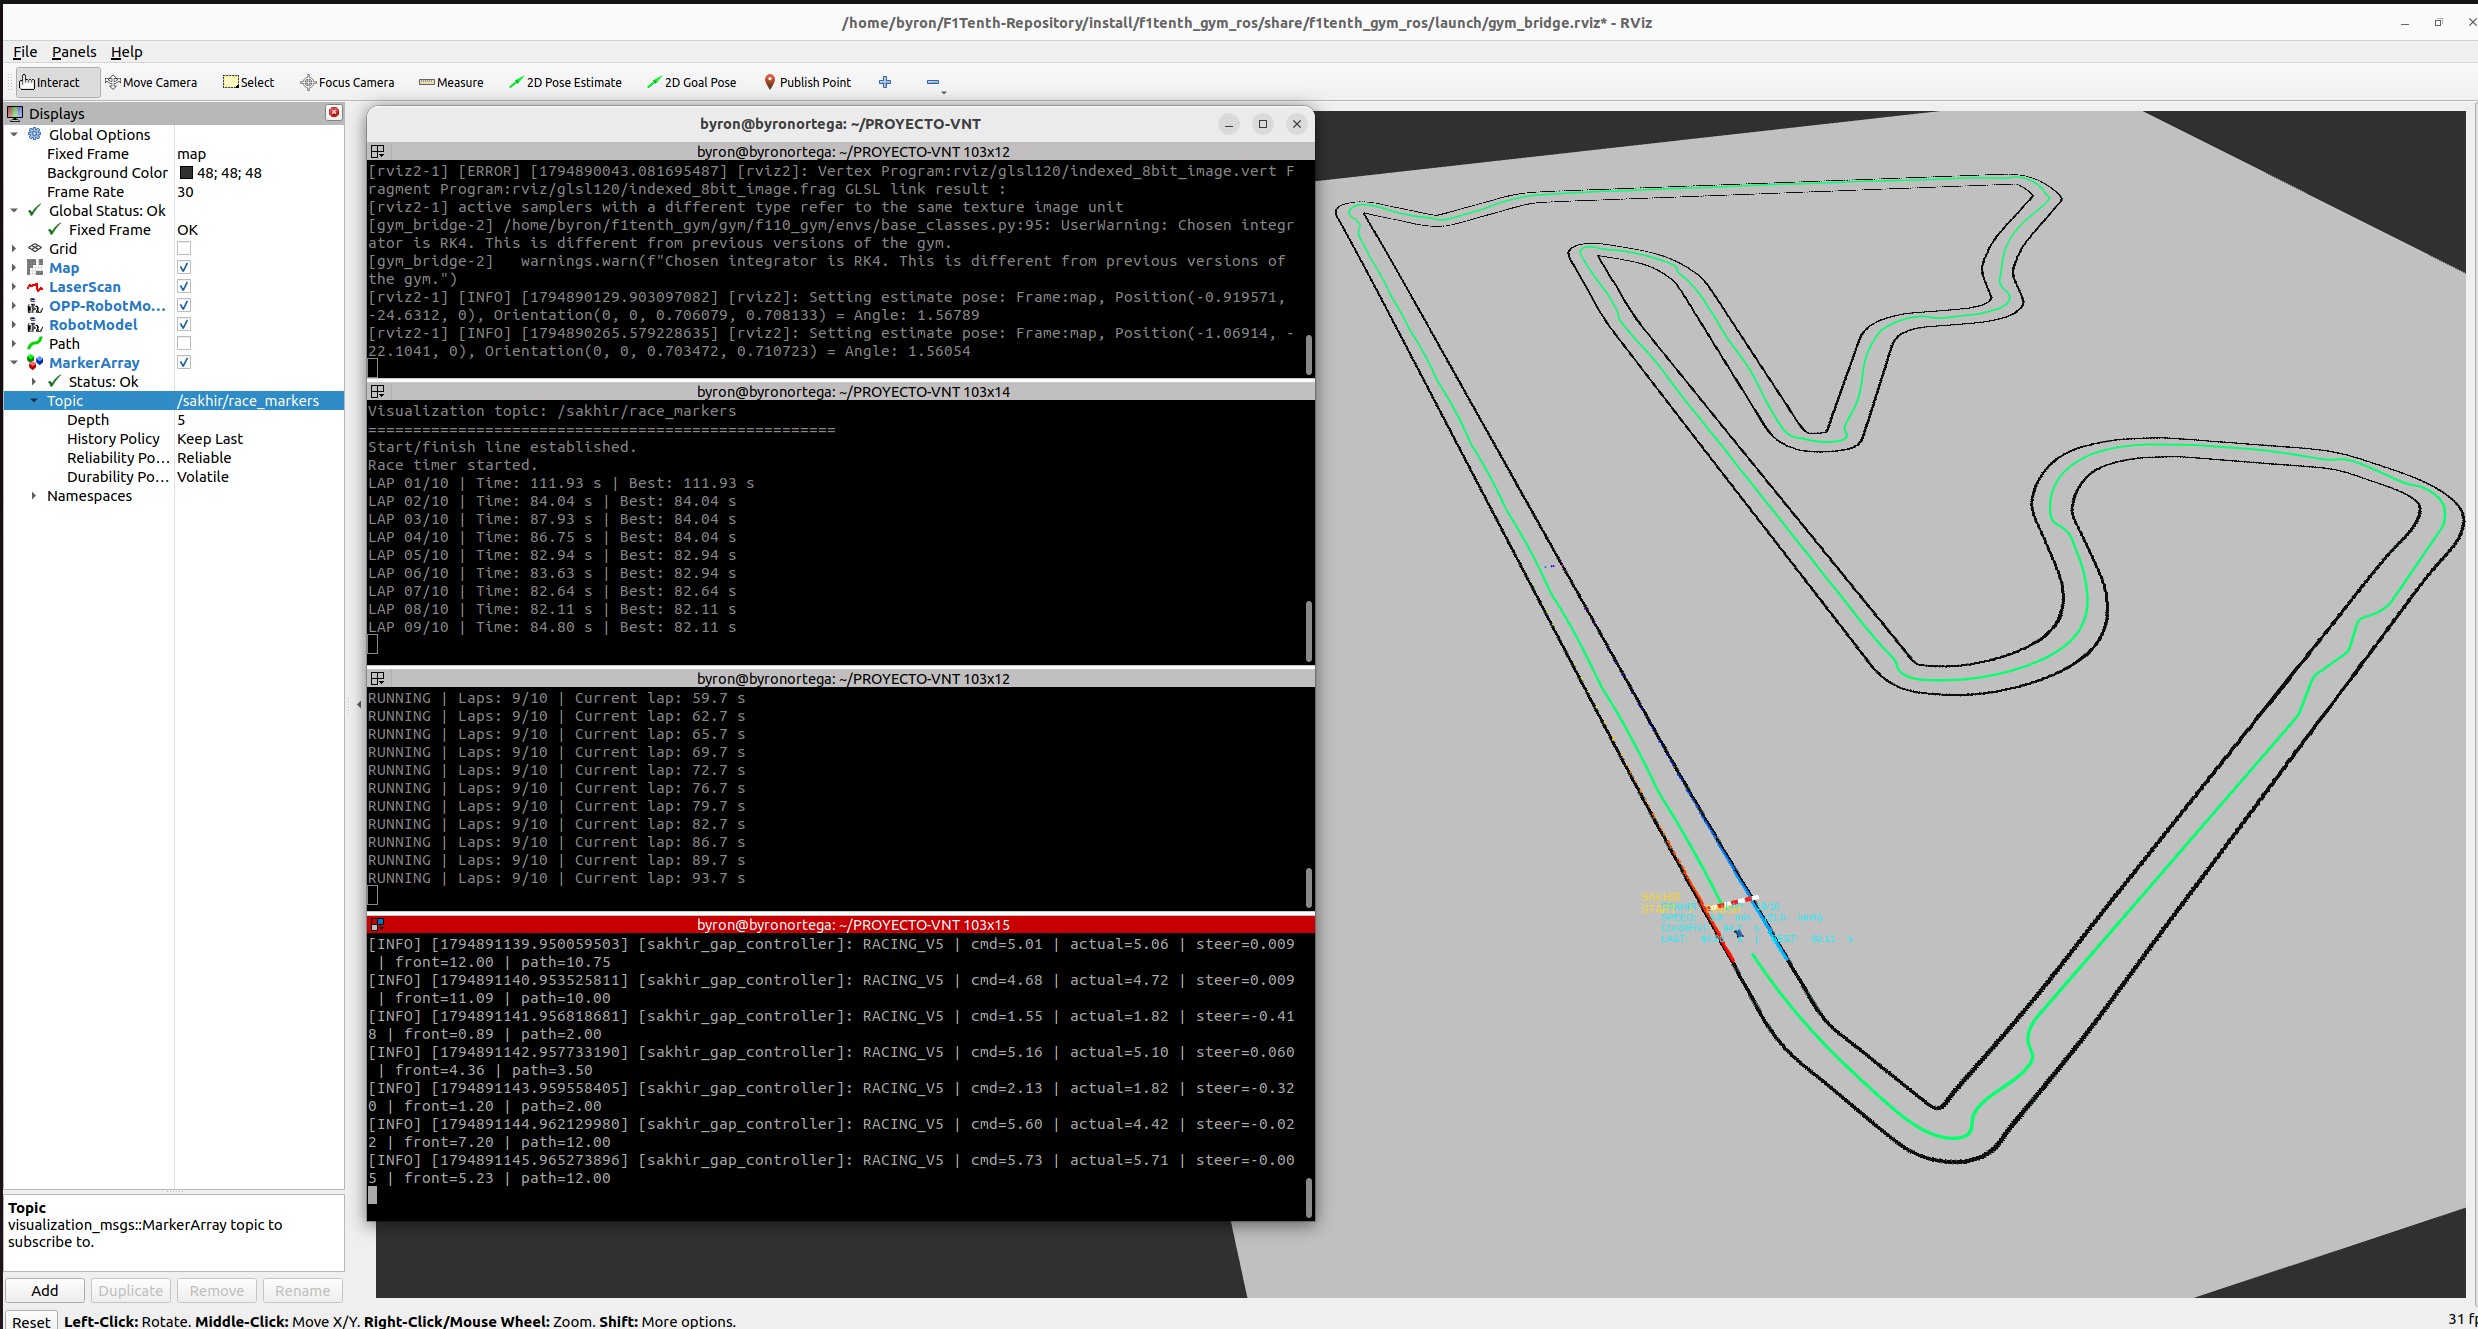 /home/byron/F1Tenth-Repository/install/f1tenth_gym_ros/share/f1tenth_gym_ros/launch/gym_bridge.rviz* - RViz
File Panels Help
Interact Move Camera Select Focus Camera Measure 2D Pose Estimate 2D Goal Pose Publish Point
Displays
Global Options
Fixed Frame map
Background Color 48; 48; 48
Frame Rate 30
Global Status: Ok
Fixed Frame OK
Grid
Map
LaserScan
OPP-RobotMo...
RobotModel
Path
MarkerArray
Status: Ok
Topic /sakhir/race_markers
Depth 5
History Policy Keep Last
Reliability Po... Reliable
Durability Po... Volatile
Namespaces
Topic
visualization_msgs::MarkerArray topic to
subscribe to.
Add Duplicate Remove Rename
Reset Left-Click: Rotate. Middle-Click: Move X/Y. Right-Click/Mouse Wheel: Zoom. Shift: More options.
31 fp
byron@byronortega: ~/PROYECTO-VNT
byron@byronortega: ~/PROYECTO-VNT 103x12
[rviz2-1] [ERROR] [1794890043.081695487] [rviz2]: Vertex Program:rviz/glsl120/indexed_8bit_image.vert F
ragment Program:rviz/glsl120/indexed_8bit_image.frag GLSL link result :
[rviz2-1] active samplers with a different type refer to the same texture image unit
[gym_bridge-2] /home/byron/f1tenth_gym/gym/f110_gym/envs/base_classes.py:95: UserWarning: Chosen integr
ator is RK4. This is different from previous versions of the gym.
[gym_bridge-2]   warnings.warn(f"Chosen integrator is RK4. This is different from previous versions of
the gym.")
[rviz2-1] [INFO] [1794890129.903097082] [rviz2]: Setting estimate pose: Frame:map, Position(-0.919571,
-24.6312, 0), Orientation(0, 0, 0.706079, 0.708133) = Angle: 1.56789
[rviz2-1] [INFO] [1794890265.579228635] [rviz2]: Setting estimate pose: Frame:map, Position(-1.06914, -
22.1041, 0), Orientation(0, 0, 0.703472, 0.710723) = Angle: 1.56054
byron@byronortega: ~/PROYECTO-VNT 103x14
Visualization topic: /sakhir/race_markers
====================================================
Start/finish line established.
Race timer started.
LAP 01/10 | Time: 111.93 s | Best: 111.93 s
LAP 02/10 | Time: 84.04 s | Best: 84.04 s
LAP 03/10 | Time: 87.93 s | Best: 84.04 s
LAP 04/10 | Time: 86.75 s | Best: 84.04 s
LAP 05/10 | Time: 82.94 s | Best: 82.94 s
LAP 06/10 | Time: 83.63 s | Best: 82.94 s
LAP 07/10 | Time: 82.64 s | Best: 82.64 s
LAP 08/10 | Time: 82.11 s | Best: 82.11 s
LAP 09/10 | Time: 84.80 s | Best: 82.11 s
byron@byronortega: ~/PROYECTO-VNT 103x12
RUNNING | Laps: 9/10 | Current lap: 59.7 s
RUNNING | Laps: 9/10 | Current lap: 62.7 s
RUNNING | Laps: 9/10 | Current lap: 65.7 s
RUNNING | Laps: 9/10 | Current lap: 69.7 s
RUNNING | Laps: 9/10 | Current lap: 72.7 s
RUNNING | Laps: 9/10 | Current lap: 76.7 s
RUNNING | Laps: 9/10 | Current lap: 79.7 s
RUNNING | Laps: 9/10 | Current lap: 82.7 s
RUNNING | Laps: 9/10 | Current lap: 86.7 s
RUNNING | Laps: 9/10 | Current lap: 89.7 s
RUNNING | Laps: 9/10 | Current lap: 93.7 s
byron@byronortega: ~/PROYECTO-VNT 103x15
[INFO] [1794891139.950059503] [sakhir_gap_controller]: RACING_V5 | cmd=5.01 | actual=5.06 | steer=0.009
 | front=12.00 | path=10.75
[INFO] [1794891140.953525811] [sakhir_gap_controller]: RACING_V5 | cmd=4.68 | actual=4.72 | steer=0.009
 | front=11.09 | path=10.00
[INFO] [1794891141.956818681] [sakhir_gap_controller]: RACING_V5 | cmd=1.55 | actual=1.82 | steer=-0.41
8 | front=0.89 | path=2.00
[INFO] [1794891142.957733190] [sakhir_gap_controller]: RACING_V5 | cmd=5.16 | actual=5.10 | steer=0.060
 | front=4.36 | path=3.50
[INFO] [1794891143.959558405] [sakhir_gap_controller]: RACING_V5 | cmd=2.13 | actual=1.82 | steer=-0.32
0 | front=1.20 | path=2.00
[INFO] [1794891144.962129980] [sakhir_gap_controller]: RACING_V5 | cmd=5.60 | actual=4.42 | steer=-0.02
2 | front=7.20 | path=12.00
[INFO] [1794891145.965273896] [sakhir_gap_controller]: RACING_V5 | cmd=5.73 | actual=5.71 | steer=-0.00
5 | front=5.23 | path=12.00
SPEED:
LAST 82.11 s